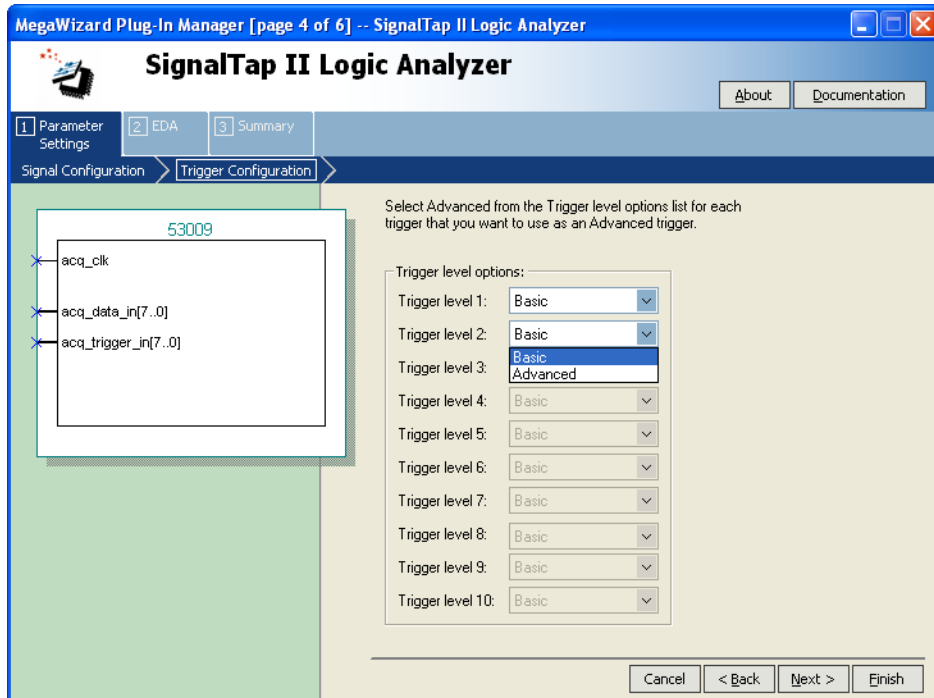 MegaWizard Plug-In Manager [page 4 of 6] -- SignalTap II Logic Analyzer
SignalTap II Logic Analyzer
About
Documentation
1 Parameter Settings
2 EDA
3 Summary
Signal Configuration
Trigger Configuration
53009
acq_clk
acq_data_in[7..0]
acq_trigger_in[7..0]
Select Advanced from the Trigger level options list for each
trigger that you want to use as an Advanced trigger.
Trigger level options:
Trigger level 1: Basic
Trigger level 2: Basic
Basic
Advanced
Trigger level 3:
Trigger level 4: Basic
Trigger level 5: Basic
Trigger level 6: Basic
Trigger level 7: Basic
Trigger level 8: Basic
Trigger level 9: Basic
Trigger level 10: Basic
Cancel
< Back
Next >
Finish